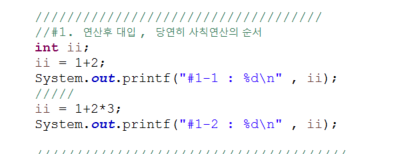 ////////////////////////////////////
//#1. 연산후 대입 , 당연히 사칙연산의 순서
int ii;
ii = 1+2;
System.out.printf("#1-1 : %d\n" , ii);
/////
ii = 1+2*3;
System.out.printf("#1-2 : %d\n" , ii);
///////////////////////////////////////